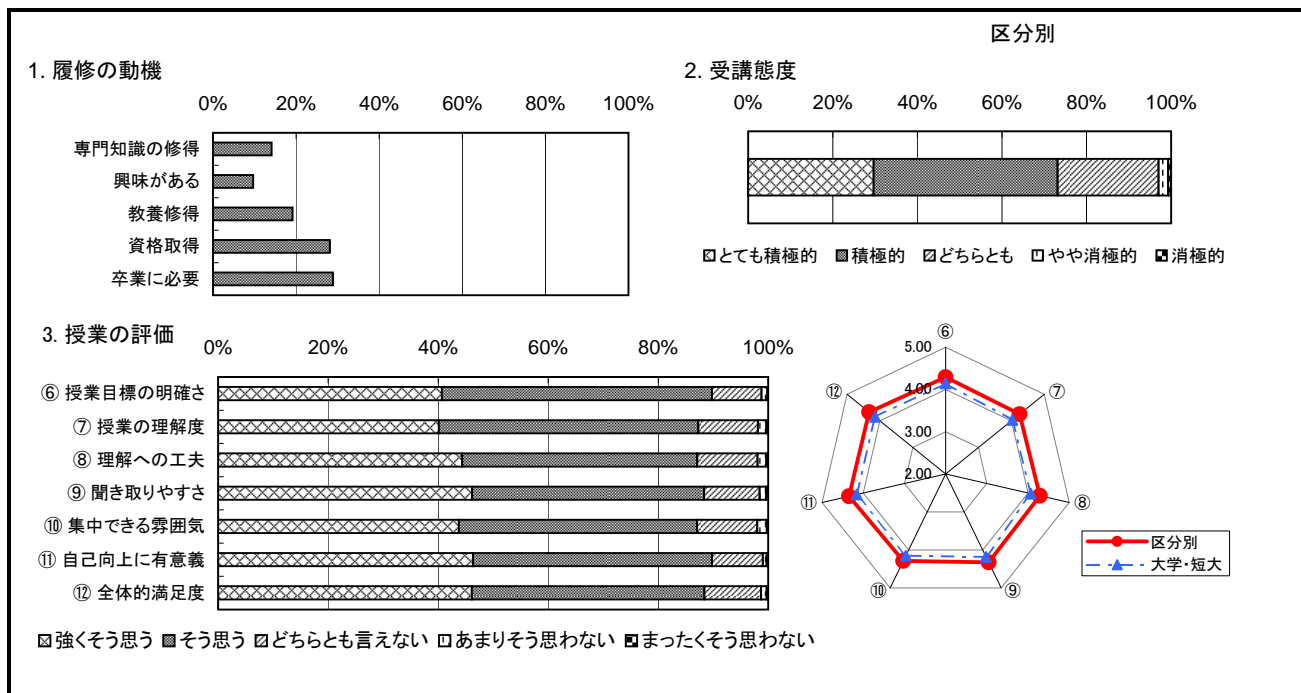 区分別
1. 履修の動機
0% 20% 40% 60% 80% 100%
専門知識の修得
興味がある
教養修得
資格取得
卒業に必要
2. 受講態度
0% 20% 40% 60% 80% 100%
とても積極的 積極的 どちらとも やや消極的 消極的
3. 授業の評価
0% 20% 40% 60% 80% 100%
⑥ 授業目標の明確さ
⑦ 授業の理解度
⑧ 理解への工夫
⑨ 聞き取りやすさ
⑩ 集中できる雰囲気
⑪ 自己向上に有意義
⑫ 全体的満足度
強くそう思う そう思う どちらとも言えない あまりそう思わない まったくそう思わない
⑥
5.00
⑫ 4.00 ⑦
3.00
2.00
⑪ ⑧
⑩ ⑨
区分別
大学・短大